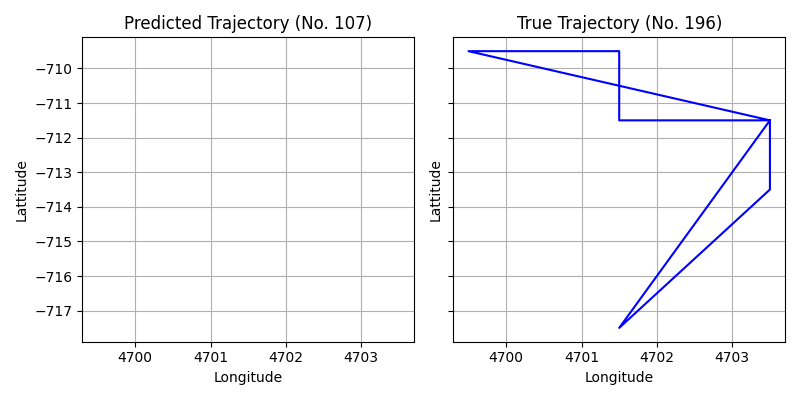 Predicted Trajectory (No. 107)
Lattitude
−710
−711
−712
−713
−714
−715
−716
−717
4700 4701 4702 4703
Longitude
True Trajectory (No. 196)
Lattitude
4700 4701 4702 4703
Longitude